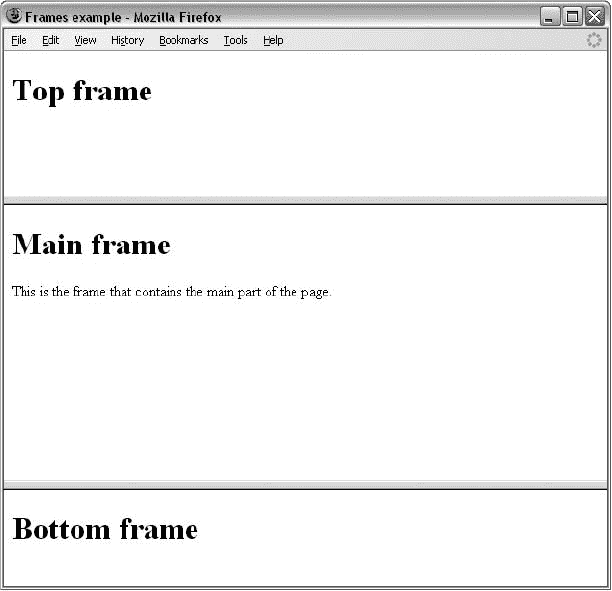 Frames example - Mozilla Firefox
File Edit View History Bookmarks Tools Help
Top frame
Main frame
This is the frame that contains the main part of the page.
Bottom frame